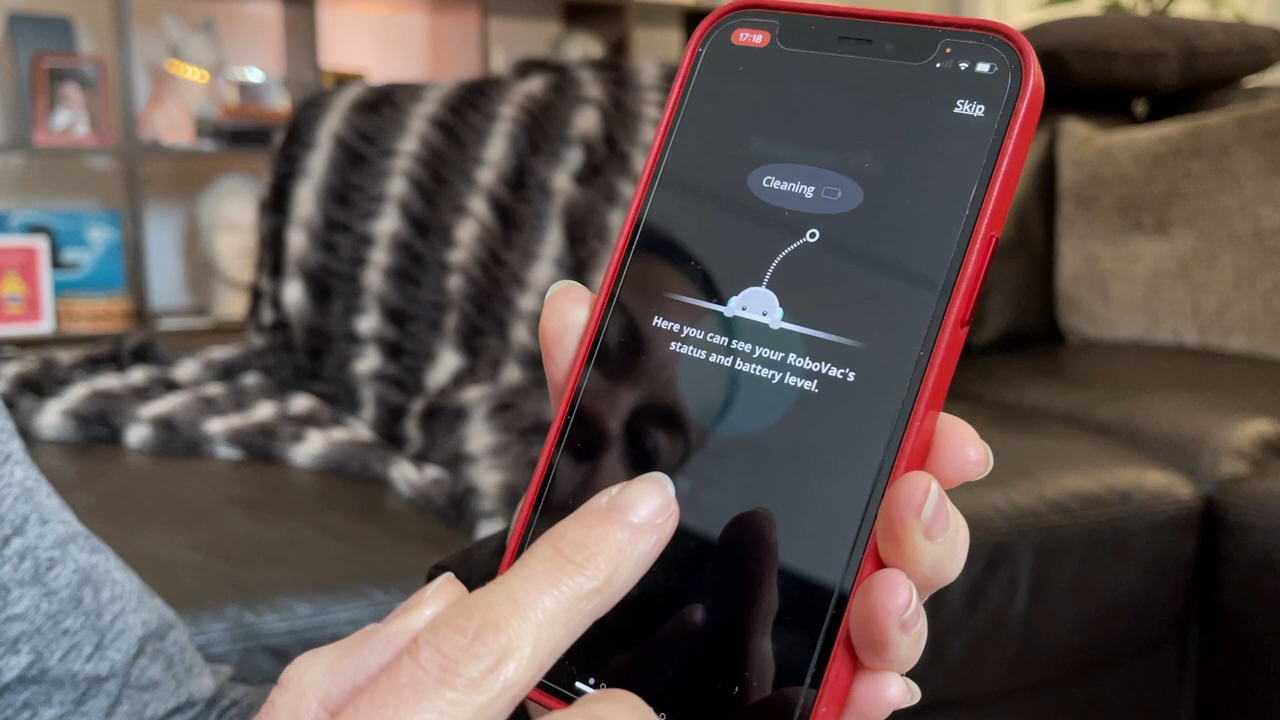 17:18
Skip
Cleaning
Here you can see your RoboVac's
status and battery level.